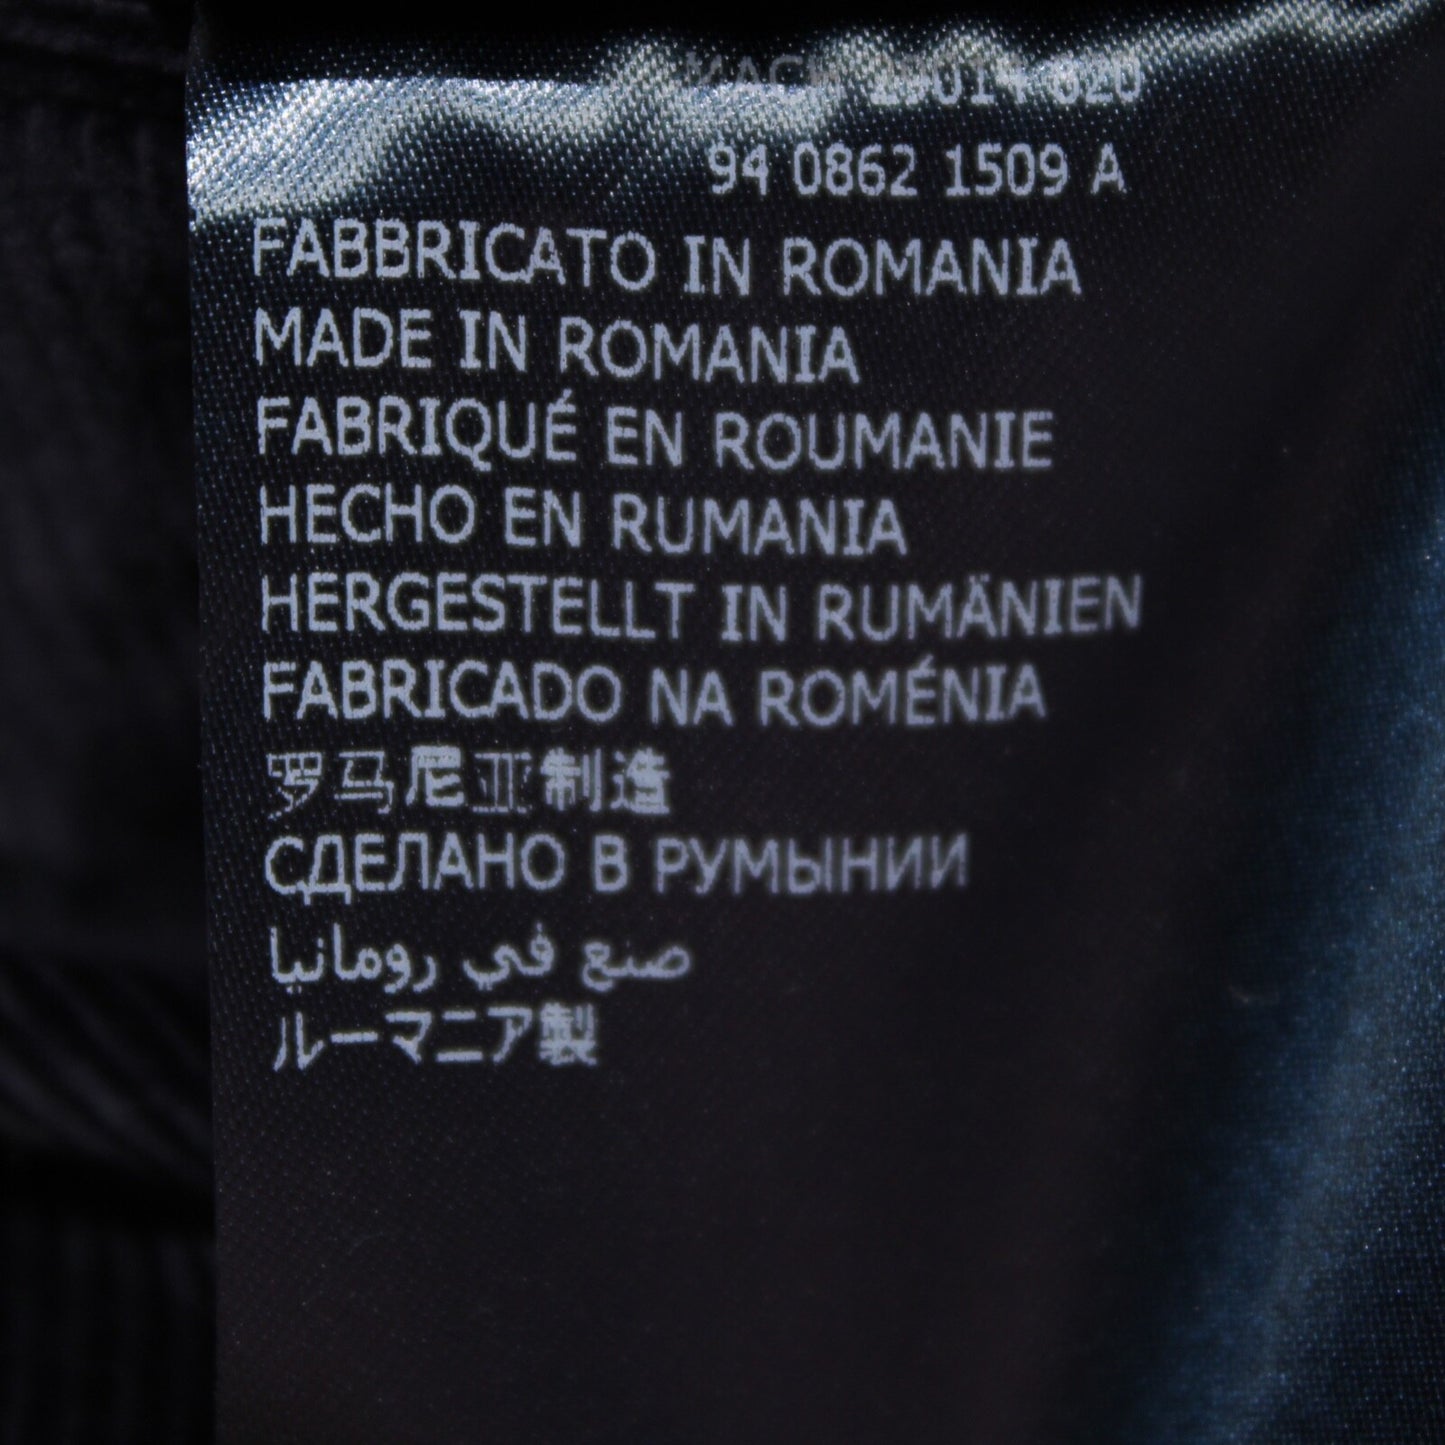 94 0862 1509 A
FABBRICATO IN ROMANIA
MADE IN ROMANIA
FABRIQUÉ EN ROUMANIE
HECHO EN RUMANIA
HERGESTELLT IN RUMÄNIEN
FABRICADO NA ROMÉNIA
罗马尼亚制造
СДЕЛАНО В РУМЫНИИ
صنع في رومانيا
ルーマニア製